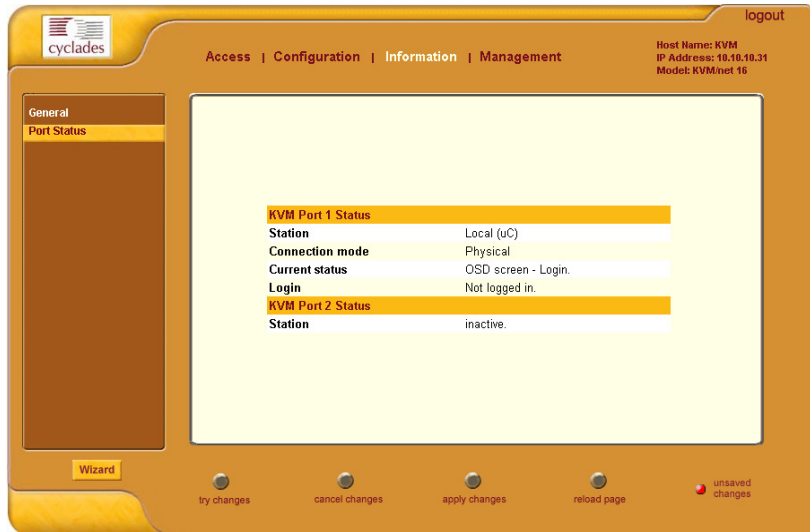 logout
cyclades
Access | Configuration | Information | Management
Host Name: KVM
IP Address: 10.10.10.31
Model: KVM/net 16
General
Port Status
KVM Port 1 Status
Station Local (uC)
Connection mode Physical
Current status OSD screen - Login.
Login Not logged in.
KVM Port 2 Status
Station inactive.
Wizard
try changes
cancel changes
apply changes
reload page
unsaved
changes